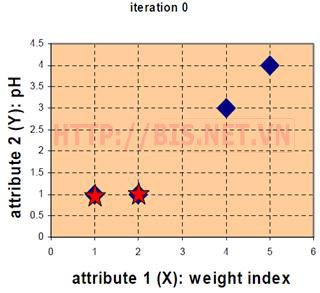 iteration 0
attribute 2 (Y): pH
4.5
4
3.5
3
2.5
2
1.5
1
0.5
0
HTTP://BIS.NET.VN
0 1 2 3 4 5 6
attribute 1 (X): weight index